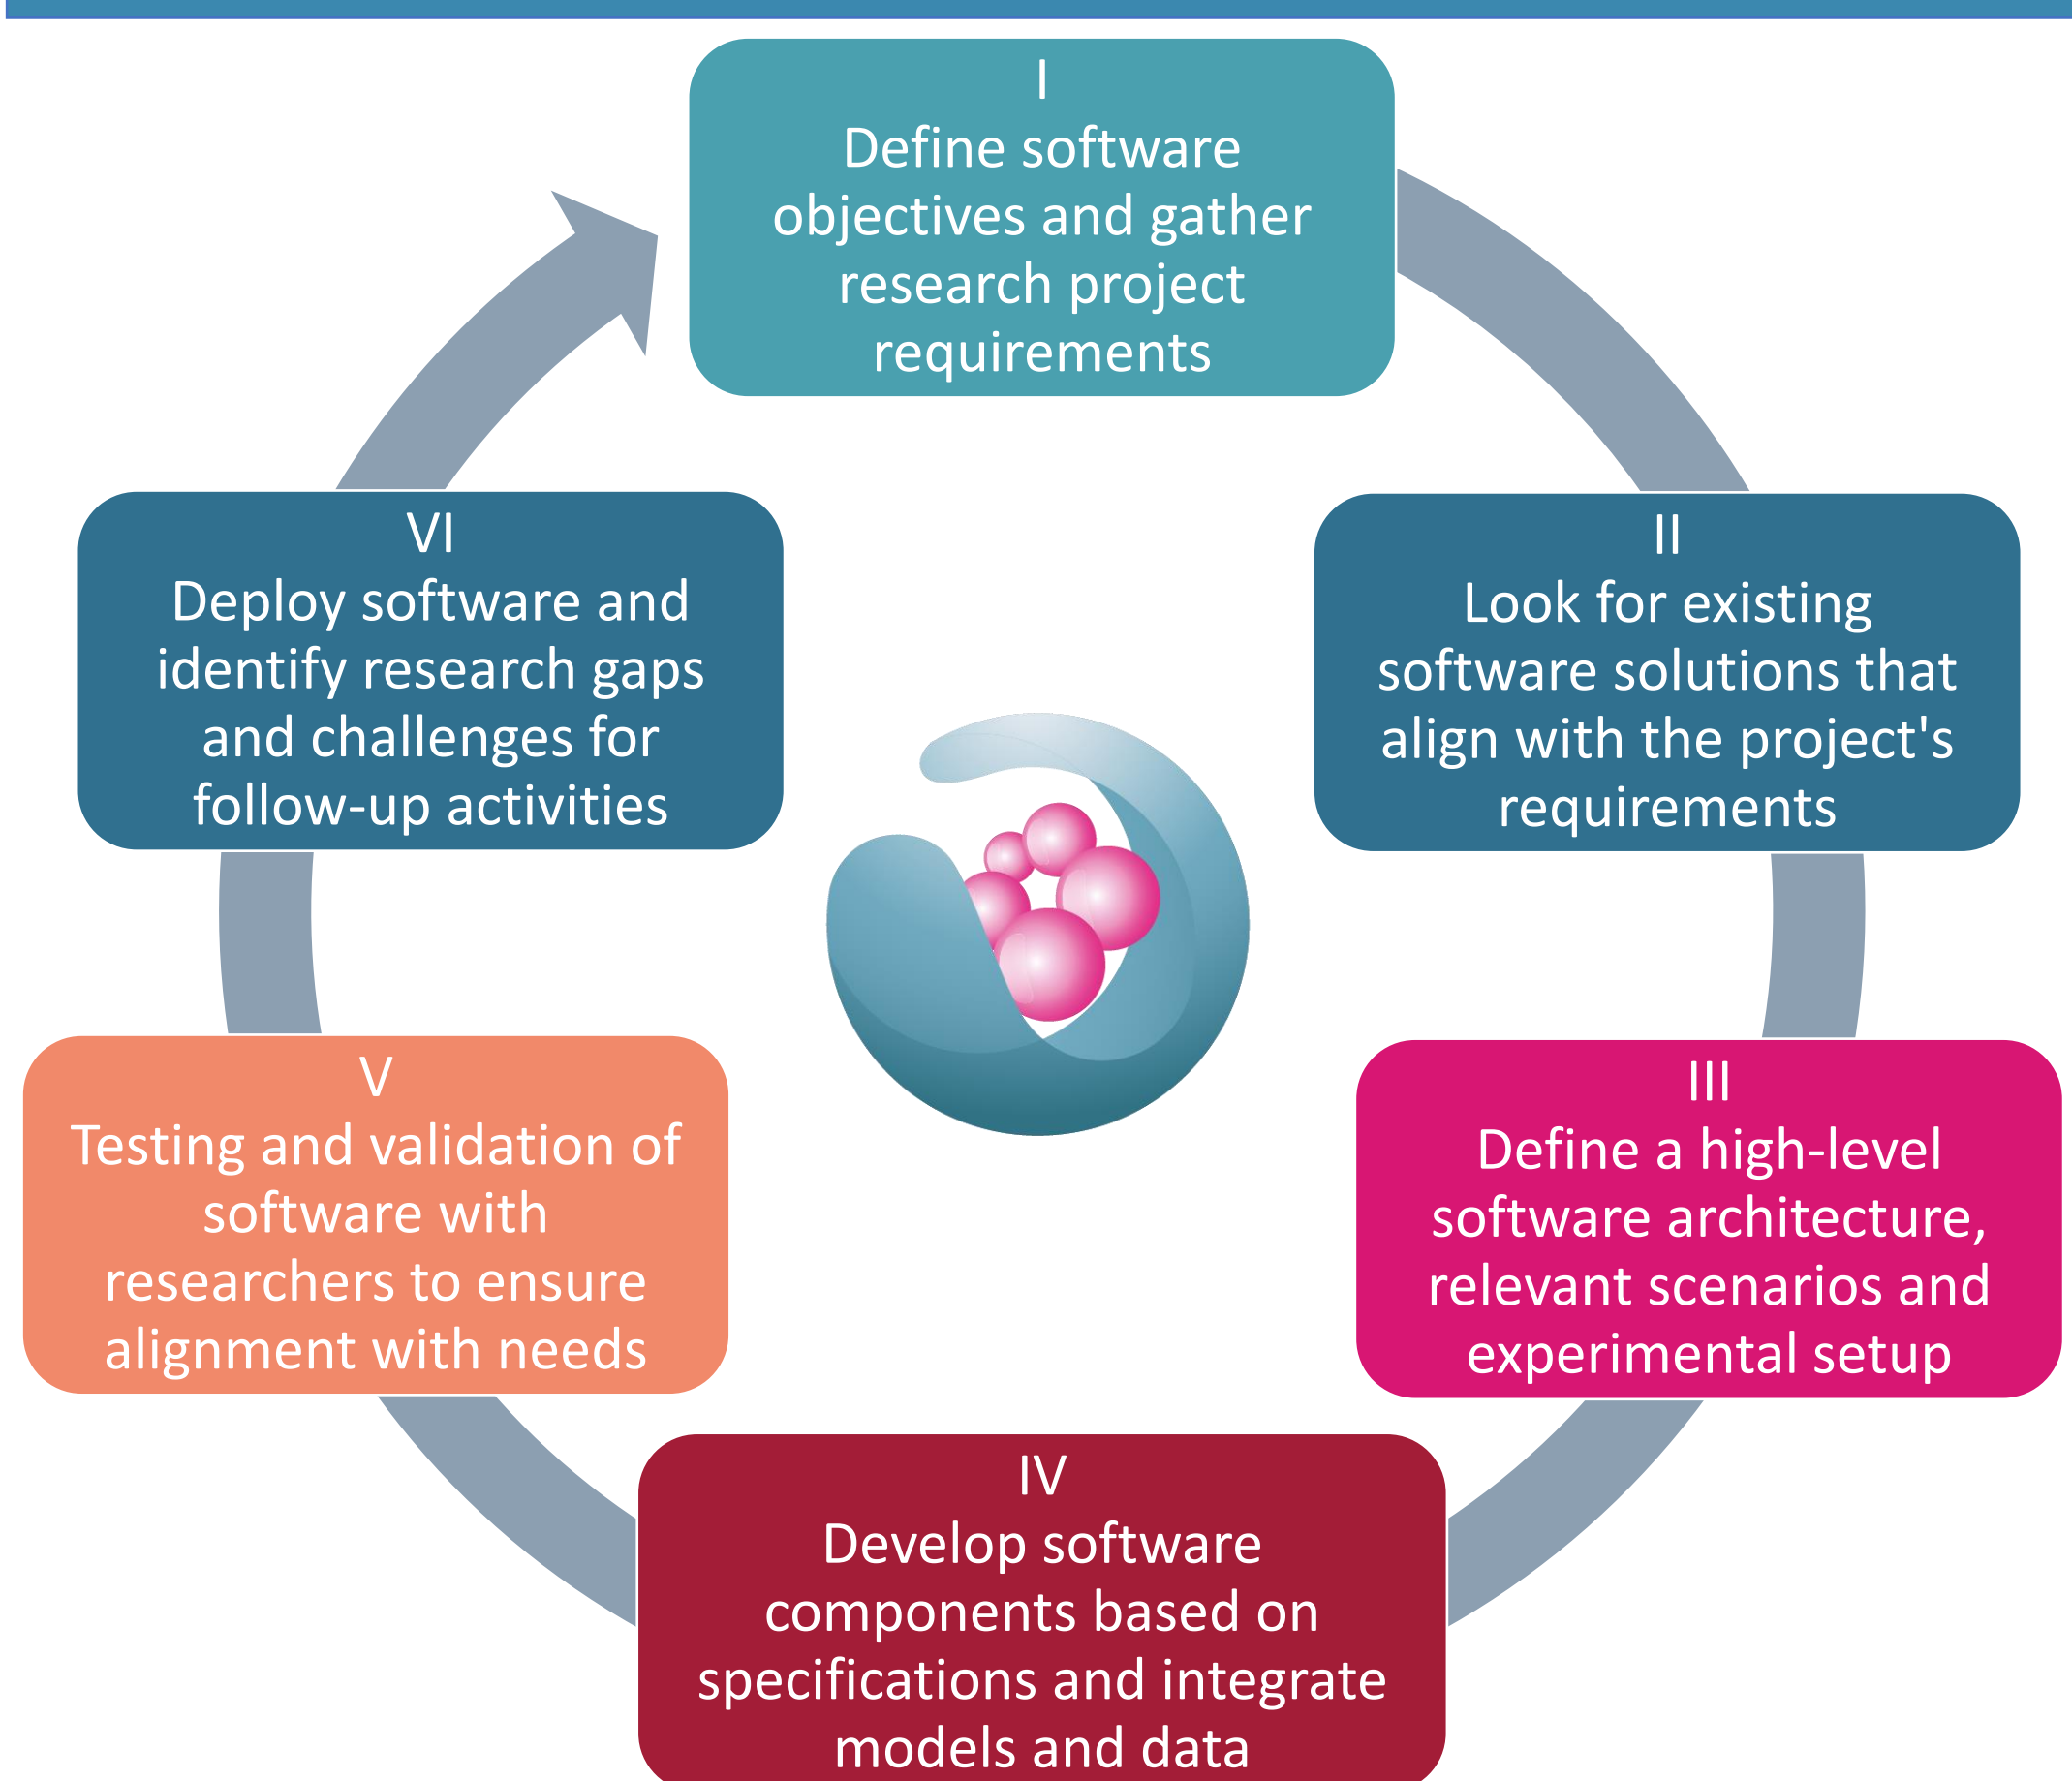 I
Define software
objectives and gather
research project
requirements
II
Look for existing
software solutions that
align with the project's
requirements
III
Define a high-level
software architecture,
relevant scenarios and
experimental setup
IV
Develop software
components based on
specifications and integrate
models and data
V
Testing and validation of
software with
researchers to ensure
alignment with needs
VI
Deploy software and
identify research gaps
and challenges for
follow-up activities